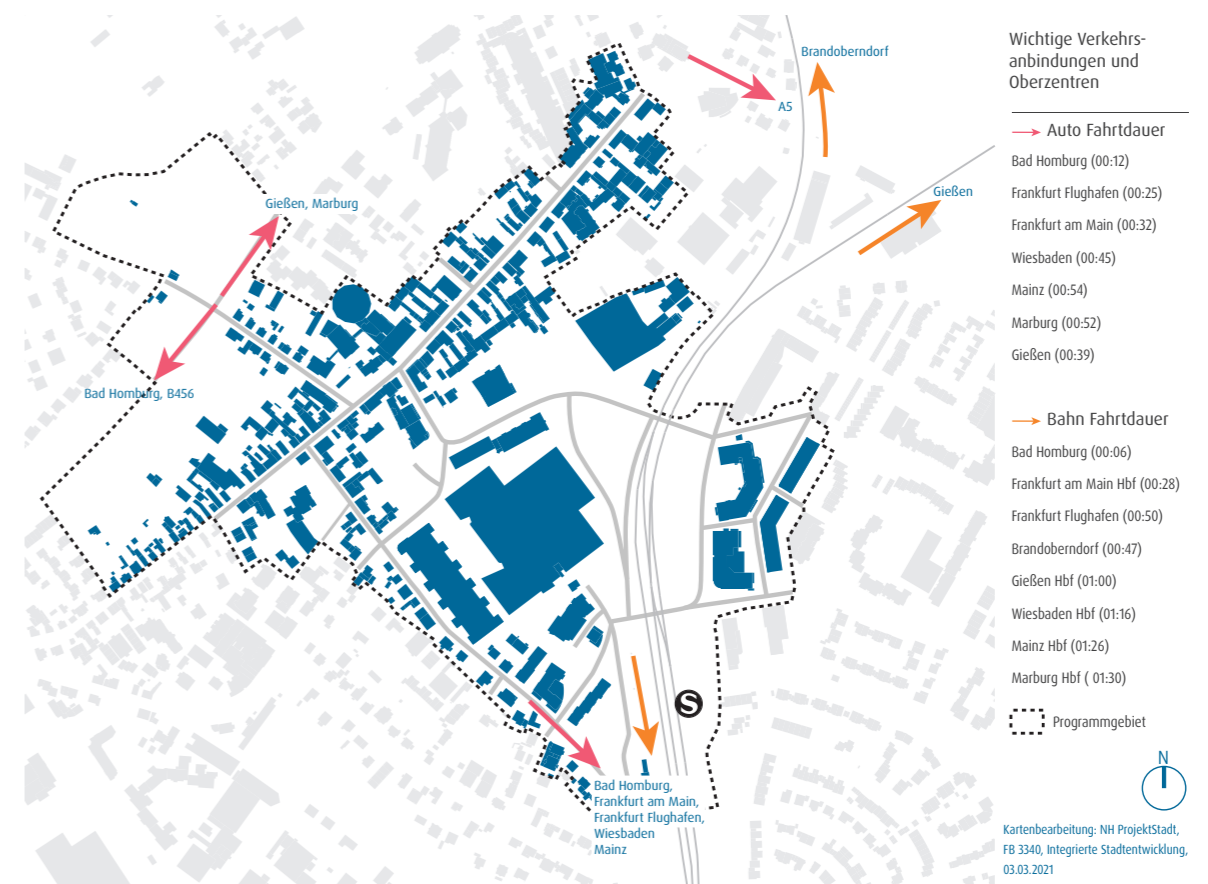 Brandoberndorf
A5
Gießen
Gießen, Marburg
Bad Homburg, B456
S
Bad Homburg,
Frankfurt am Main,
Frankfurt Flughafen,
Wiesbaden
Mainz
Wichtige Verkehrs-
anbindungen und
Oberzentren
Auto Fahrtdauer
Bad Homburg (00:12)
Frankfurt Flughafen (00:25)
Frankfurt am Main (00:32)
Wiesbaden (00:45)
Mainz (00:54)
Marburg (00:52)
Gießen (00:39)
Bahn Fahrtdauer
Bad Homburg (00:06)
Frankfurt am Main Hbf (00:28)
Frankfurt Flughafen (00:50)
Brandoberndorf (00:47)
Gießen Hbf (01:00)
Wiesbaden Hbf (01:16)
Mainz Hbf (01:26)
Marburg Hbf ( 01:30)
Programmgebiet
N
Kartenbearbeitung: NH ProjektStadt,
FB 3340, Integrierte Stadtentwicklung,
03.03.2021